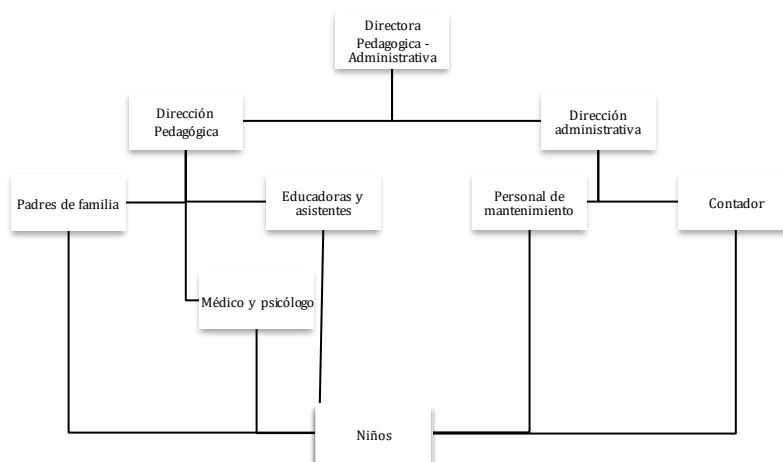 Directora
Pedagogica -
Administrativa
Dirección
Pedagógica
Dirección
administrativa
Padres de familia
Educadoras y
asistentes
Personal de
mantenimiento
Contador
Médico y psicólogo
Niños